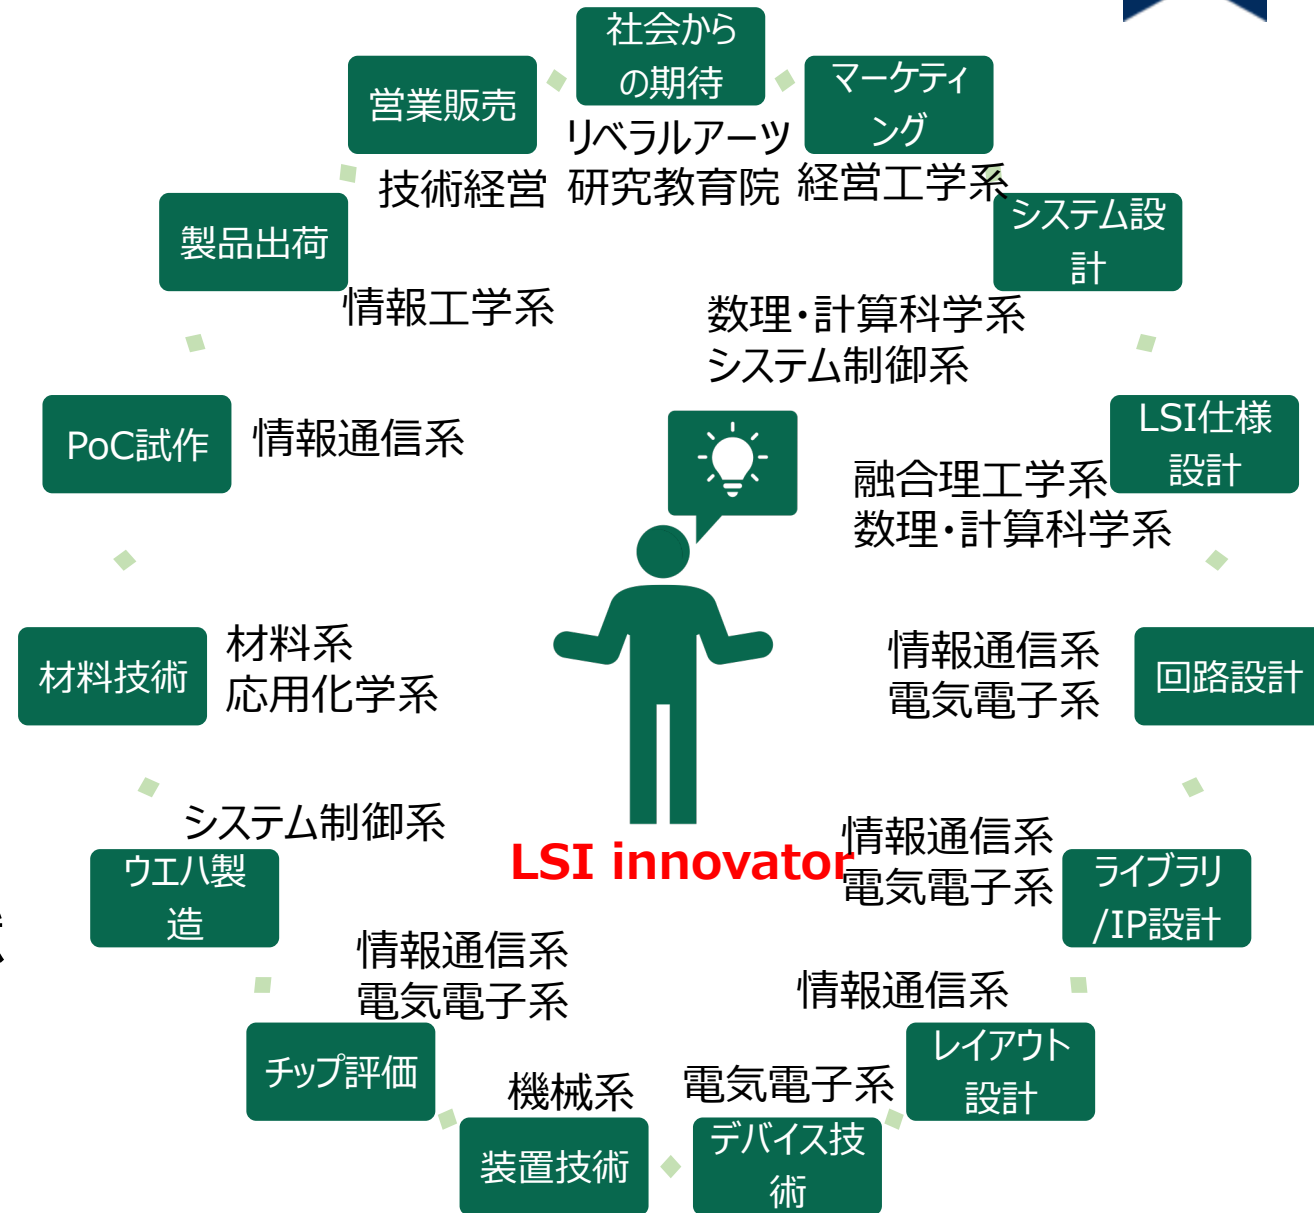 社会から
の期待
リベラルアーツ
研究教育院
マーケティ
ング
経営工学系
システム設
計
数理・計算科学系
システム制御系
LSI仕様
設計
融合理工学系
数理・計算科学系
回路設計
情報通信系
電気電子系
ライブラリ
/IP設計
情報通信系
電気電子系
レイアウト
設計
情報通信系
デバイス技
術
電気電子系
装置技術
機械系
チップ評価
情報通信系
電気電子系
ウエハ製
造
システム制御系
材料技術
材料系
応用化学系
PoC試作
情報通信系
製品出荷
情報工学系
営業販売
技術経営
LSI innovator